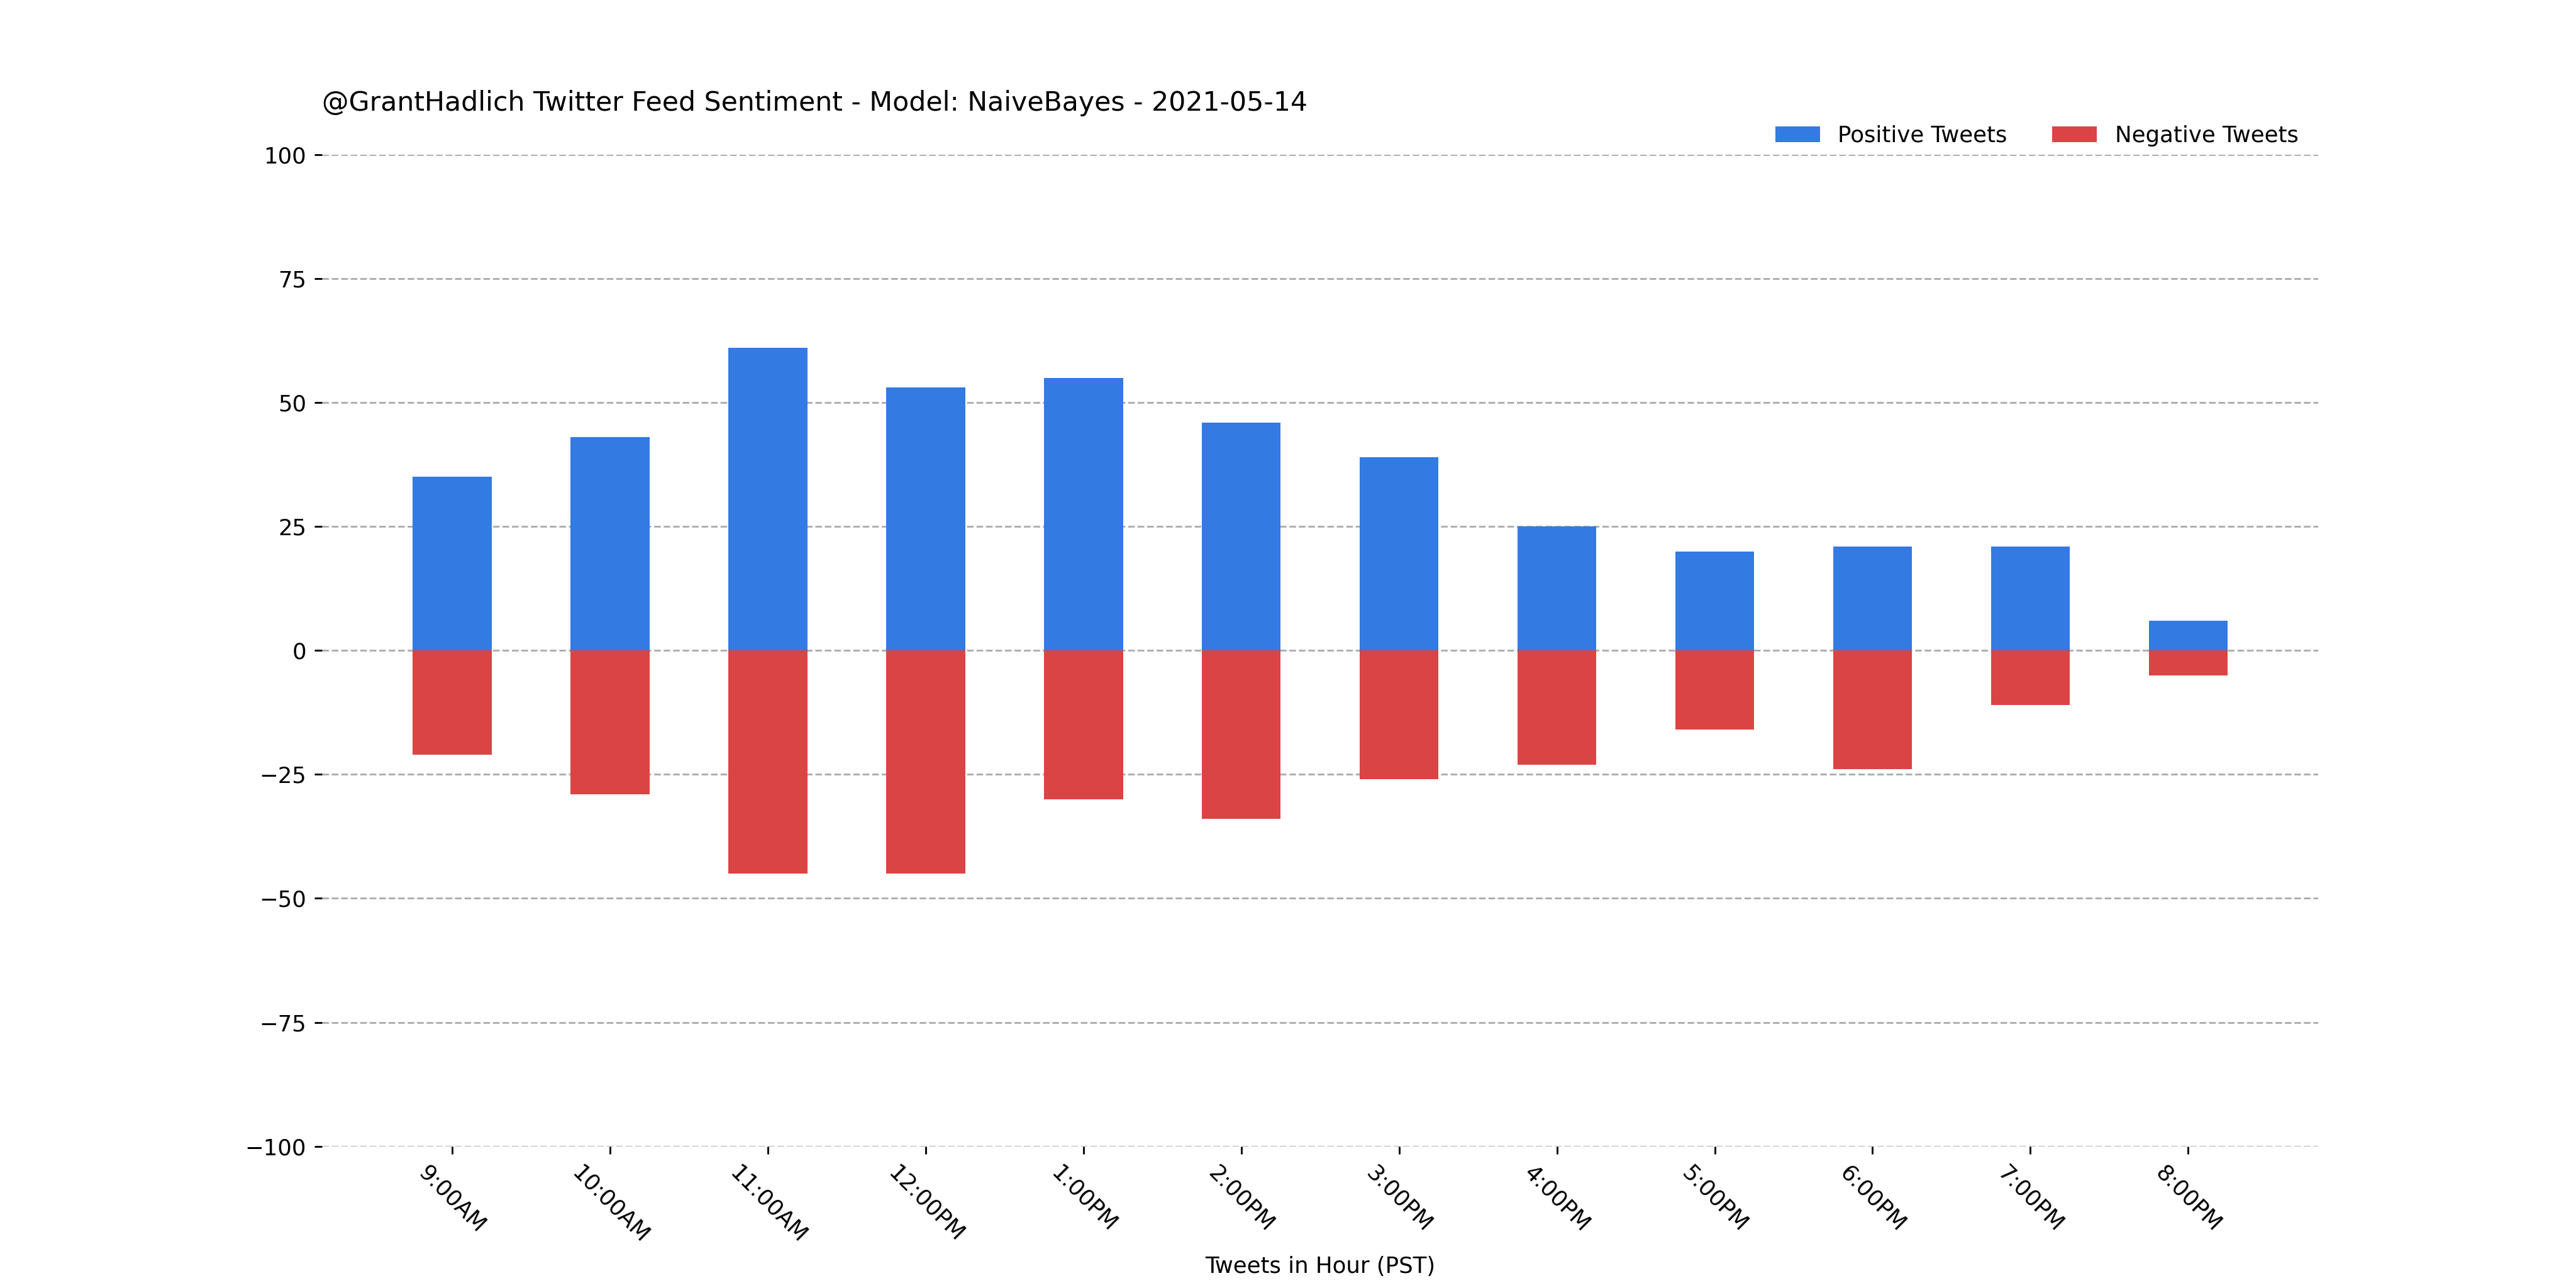 @GrantHadlich Twitter Feed Sentiment - Model: NaiveBayes - 2021-05-14
Positive Tweets
Negative Tweets
100
75
50
25
0
−25
−50
−75
−100
9:00AM
10:00AM
11:00AM
12:00PM
1:00PM
2:00PM
3:00PM
4:00PM
5:00PM
6:00PM
7:00PM
8:00PM
Tweets in Hour (PST)